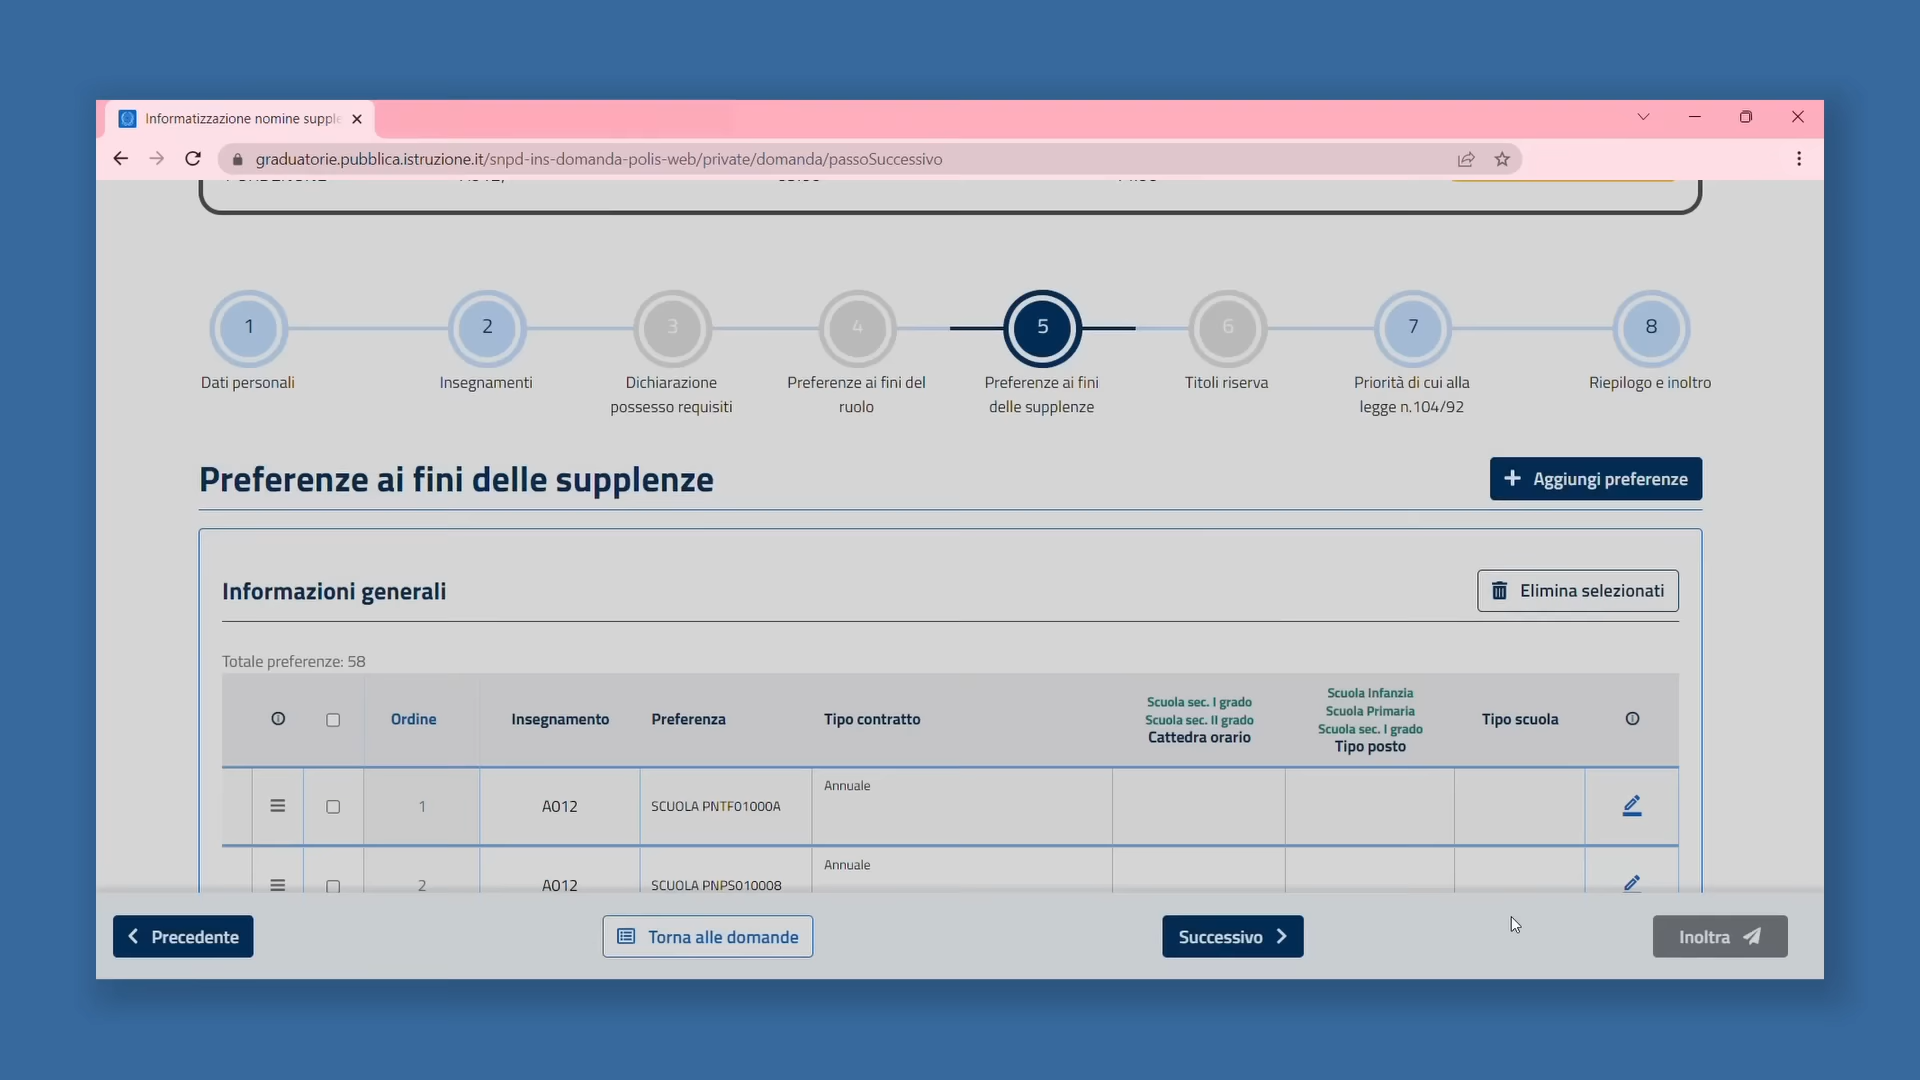 Informatizzazione nomine supple
graduatorie.pubblica.istruzione.it/snpd-ins-domanda-polis-web/private/domanda/passoSuccessivo
1
2
3
4
5
6
7
8
Dati personali
Insegnamenti
Dichiarazione
possesso requisiti
Preferenze ai fini del
ruolo
Preferenze ai fini
delle supplenze
Titoli riserva
Priorità di cui alla
legge n.104/92
Riepilogo e inoltro
Preferenze ai fini delle supplenze
Aggiungi preferenze
Informazioni generali
Elimina selezionati
Totale preferenze: 58
Ordine
Insegnamento
Preferenza
Tipo contratto
Scuola sec. I grado
Scuola sec. II grado
Cattedra orario
Scuola Infanzia
Scuola Primaria
Scuola sec. I grado
Tipo posto
Tipo scuola
1
A012
SCUOLA PNTF01000A
Annuale
2
A012
SCUOLA PNPS010008
Annuale
Precedente
Torna alle domande
Successivo
Inoltra